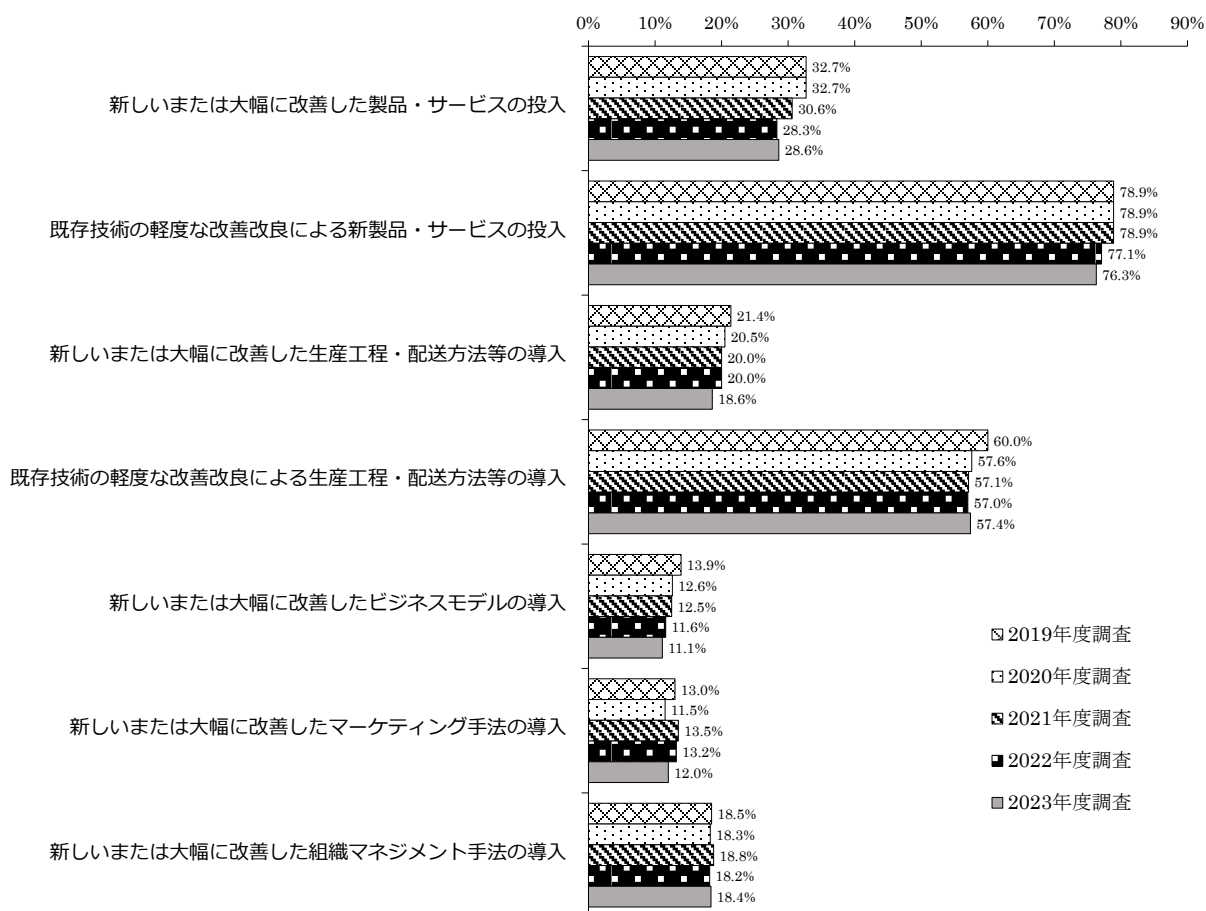 0% 10% 20% 30% 40% 50% 60% 70% 80% 90%
新しいまたは大幅に改善した製品・サービスの投入
32.7%
32.7%
30.6%
28.3%
28.6%
既存技術の軽度な改善改良による新製品・サービスの投入
78.9%
78.9%
78.9%
77.1%
76.3%
新しいまたは大幅に改善した生産工程・配送方法等の導入
21.4%
20.5%
20.0%
20.0%
18.6%
既存技術の軽度な改善改良による生産工程・配送方法等の導入
60.0%
57.6%
57.1%
57.0%
57.4%
新しいまたは大幅に改善したビジネスモデルの導入
13.9%
12.6%
12.5%
11.6%
11.1%
新しいまたは大幅に改善したマーケティング手法の導入
13.0%
11.5%
13.5%
13.2%
12.0%
新しいまたは大幅に改善した組織マネジメント手法の導入
18.5%
18.3%
18.8%
18.2%
18.4%
2019年度調査
2020年度調査
2021年度調査
2022年度調査
2023年度調査